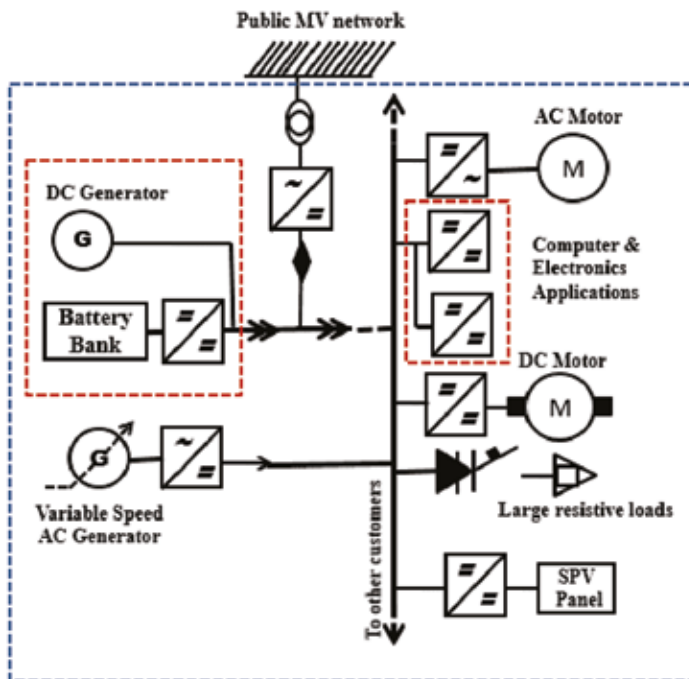 Public MV network
AC Motor
M
DC Generator
G
~
=
=
~
=
=
Computer &
Electronics
Applications
=
=
Battery
Bank
=
=
DC Motor
=
=
M
G
~
=
Variable Speed
AC Generator
Large resistive loads
To other customers
=
=
SPV
Panel